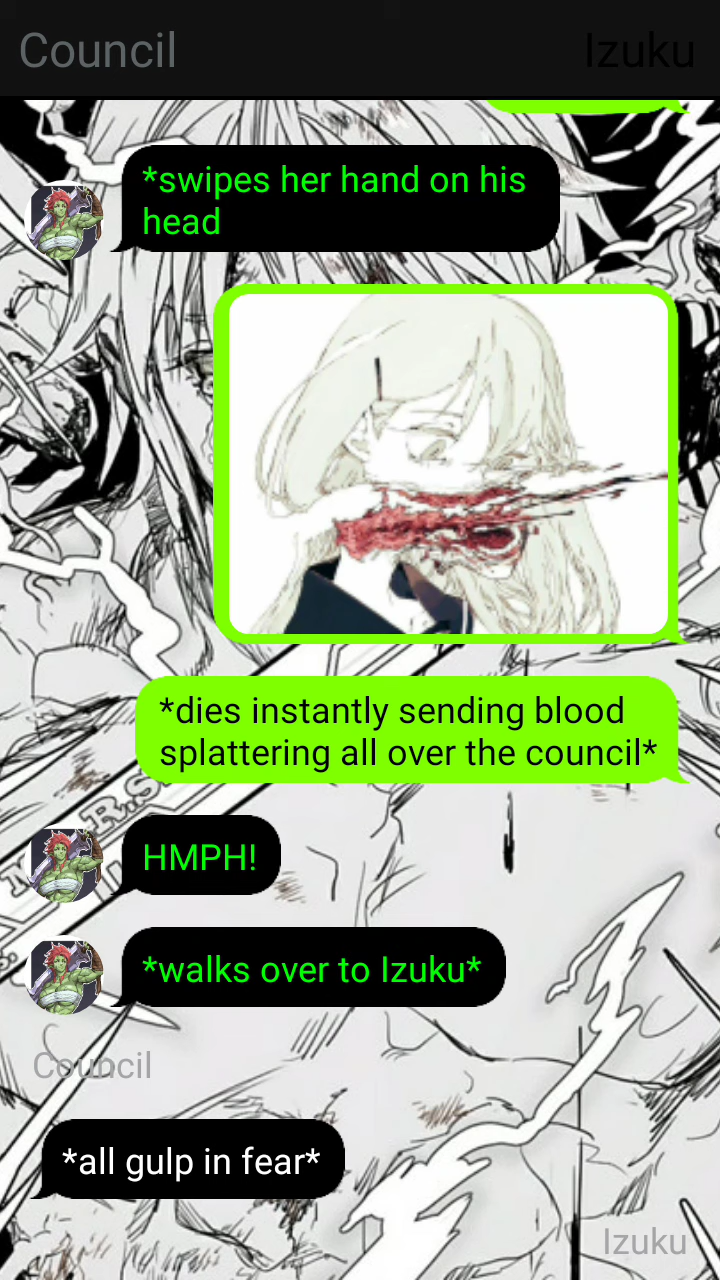 Council
Izuku
*swipes her hand on his
head
*dies instantly sending blood
splattering all over the council*
HMPH!
*walks over to Izuku*
Council
*all gulp in fear*
Izuku